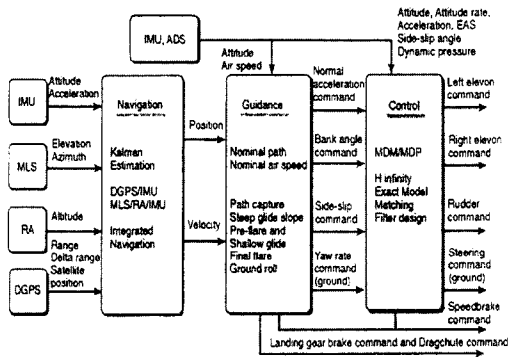 IMU, ADS
Attitude, Attitude rate,
Acceleration, EAS
Side-slip angle
Dynamic pressure
Attitude
Air speed
IMU
Attitude
Acceleration
MLS
Elevation
Azimuth
RA
Altitude
DGPS
Range
Delta range
Satellite
position
Navigation
Kalman
Estimation
DGPS/IMU
MLS/RA/IMU
Integrated
Navigation
Position
Velocity
Guidance
Nominal path
Nominal air speed
Path capture
Steep glide slope
Pre-flare and
Shallow glide
Final flare
Ground roll
Normal
acceleration
command
Bank angle
command
Side-slip
command
Yaw rate
command
(ground)
Control
MDM/MDP
H infinity
Exact Model
Matching
Filter design
Left elevon
command
Right elevon
command
Rudder
command
Steering
command
(ground)
Speedbrake
command
Landing gear brake command and Dragchute command